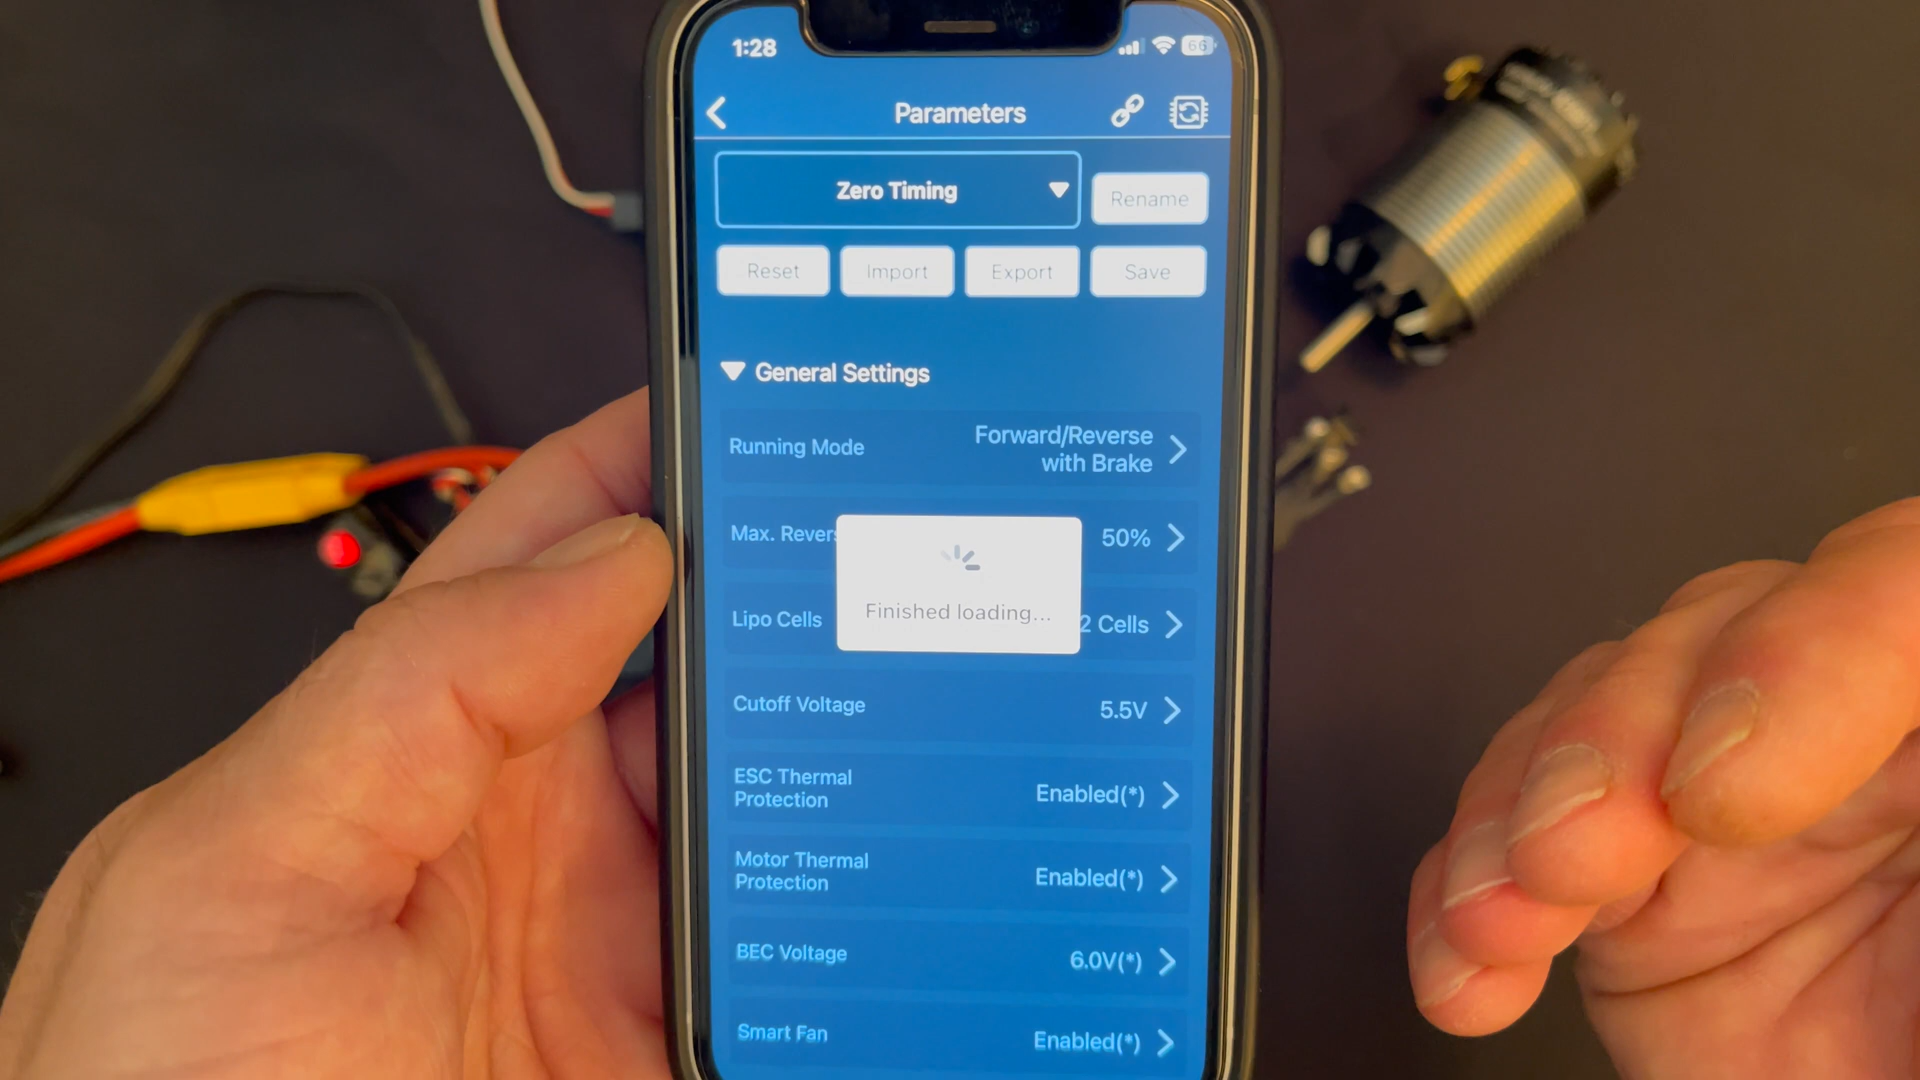 1:28
66
Parameters
Zero Timing
Rename
Reset
Import
Export
Save
General Settings
Running Mode
Forward/Reverse
with Brake
Max. Revers
50%
Finished loading...
Lipo Cells
2 Cells
Cutoff Voltage
5.5V
ESC Thermal
Protection
Enabled(*)
Motor Thermal
Protection
Enabled(*)
BEC Voltage
6.0V(*)
Smart Fan
Enabled(*)